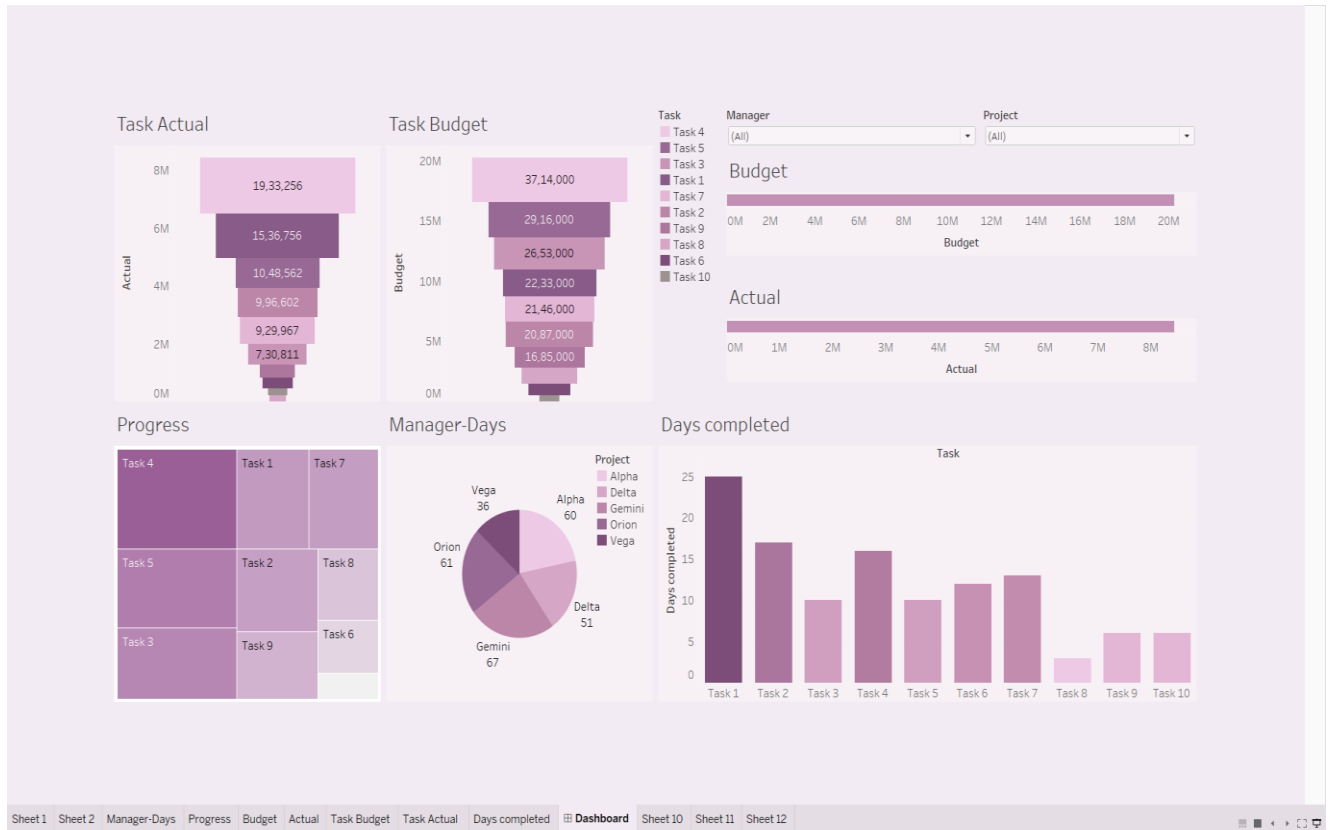 Task Actual
8M
6M
4M
2M
0M
Actual
19,33,256
15,36,756
10,48,562
9,96,602
9,29,967
7,30,811
Task Budget
20M
15M
10M
5M
0M
Budget
37,14,000
29,16,000
26,53,000
22,33,000
21,46,000
20,87,000
16,85,000
Task
Task 4
Task 5
Task 3
Task 1
Task 7
Task 2
Task 9
Task 8
Task 6
Task 10
Manager
(All)
Project
(All)
Budget
0M 2M 4M 6M 8M 10M 12M 14M 16M 18M 20M
Budget
Actual
0M 1M 2M 3M 4M 5M 6M 7M 8M
Actual
Progress
Task 4
Task 1
Task 7
Task 5
Task 2
Task 8
Task 3
Task 9
Task 6
Manager-Days
Project
Alpha
Delta
Gemini
Orion
Vega
Vega
36
Alpha
60
Orion
61
Delta
51
Gemini
67
Days completed
Task
25
20
15
10
5
0
Days completed
Task 1 Task 2 Task 3 Task 4 Task 5 Task 6 Task 7 Task 8 Task 9 Task 10
Sheet 1 Sheet 2 Manager-Days Progress Budget Actual Task Budget Task Actual Days completed Dashboard Sheet 10 Sheet 11 Sheet 12